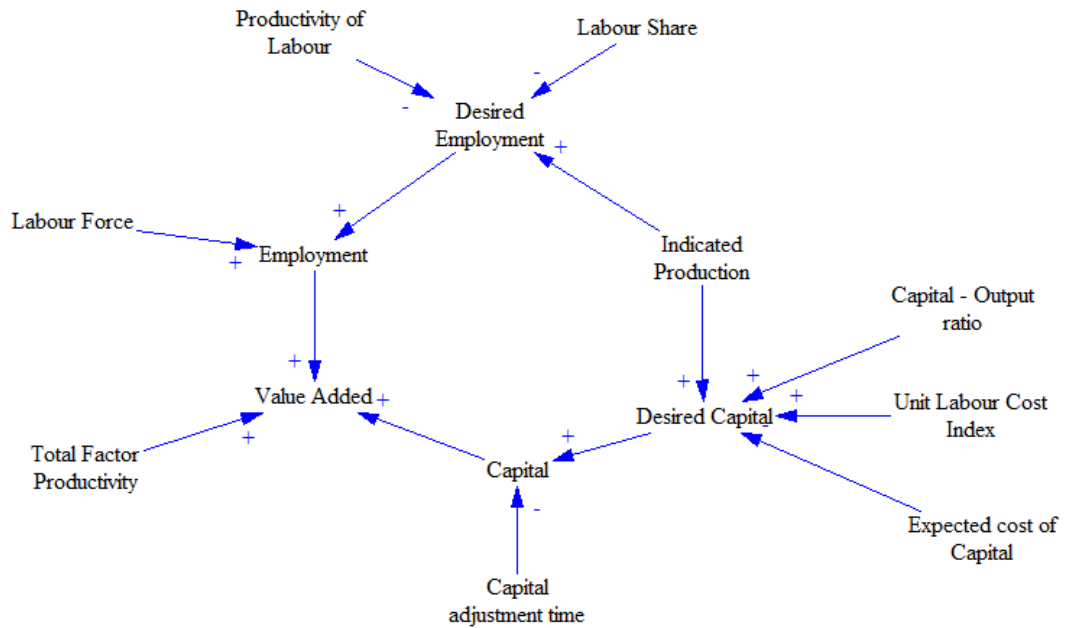 Productivity of
Labour
Labour Share
-
-
Desired
Employment
+
+
Labour Force
+
Employment
Indicated
Production
Capital - Output
ratio
+
+
+
+
Value Added
+
-
Desired Capital
Unit Labour Cost
Index
+
+
Total Factor
Productivity
Capital
-
Expected cost of
Capital
Capital
adjustment time